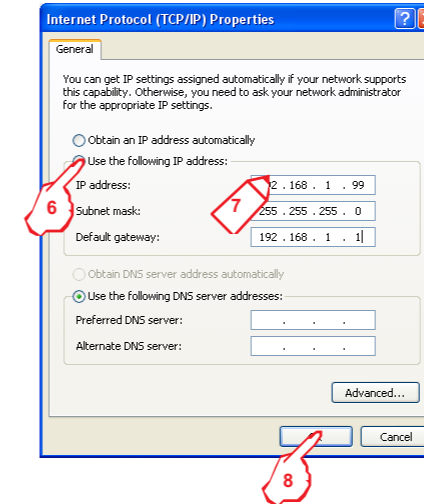 Internet Protocol (TCP/IP) Properties
General
You can get IP settings assigned automatically if your network supports
this capability. Otherwise, you need to ask your network administrator
for the appropriate IP settings.
Obtain an IP address automatically
Use the following IP address:
6
IP address: 2 . 168 . 1 . 99
7
Subnet mask: 255 . 255 . 255 . 0
Default gateway: 192 . 168 . 1 . 1
Obtain DNS server address automatically
Use the following DNS server addresses:
Preferred DNS server: . . .
Alternate DNS server: . . .
Advanced...
Cancel
8